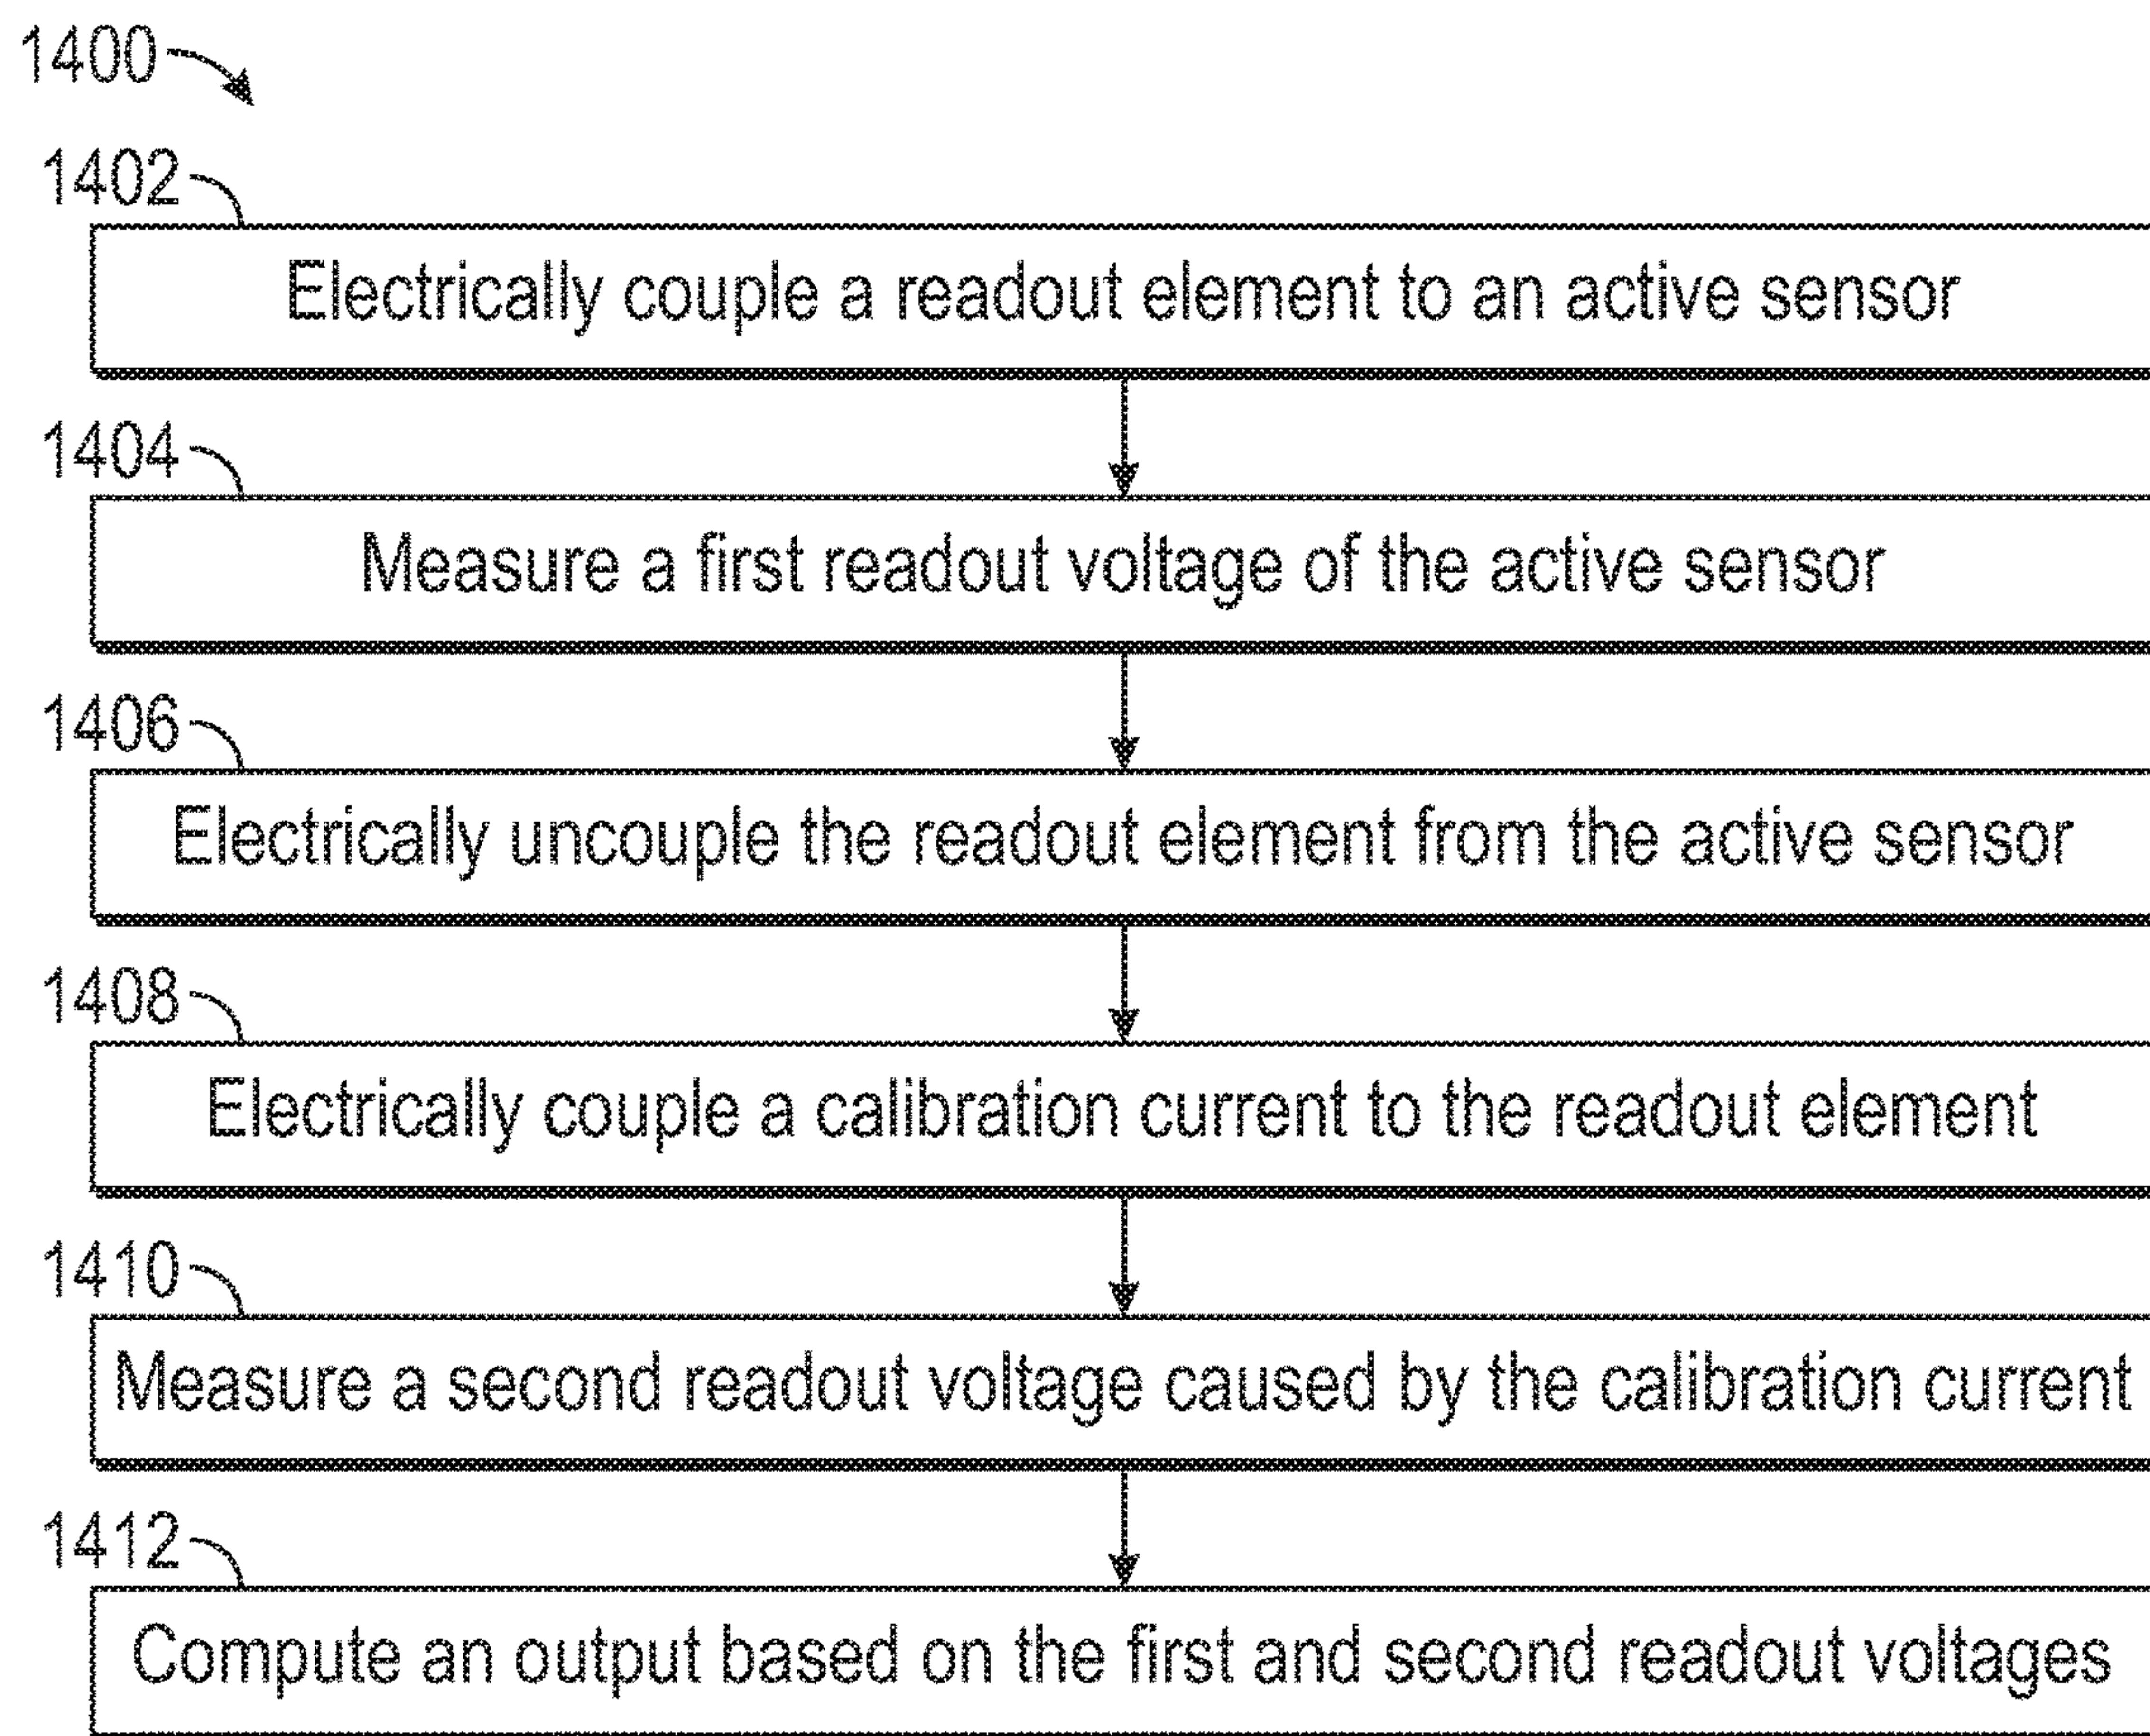 1400
1402
Electrically couple a readout element to an active sensor
1404
Measure a first readout voltage of the active sensor
1406
Electrically uncouple the readout element from the active sensor
1408
Electrically couple a calibration current to the readout element
1410
Measure a second readout voltage caused by the calibration current
1412
Compute an output based on the first and second readout voltages